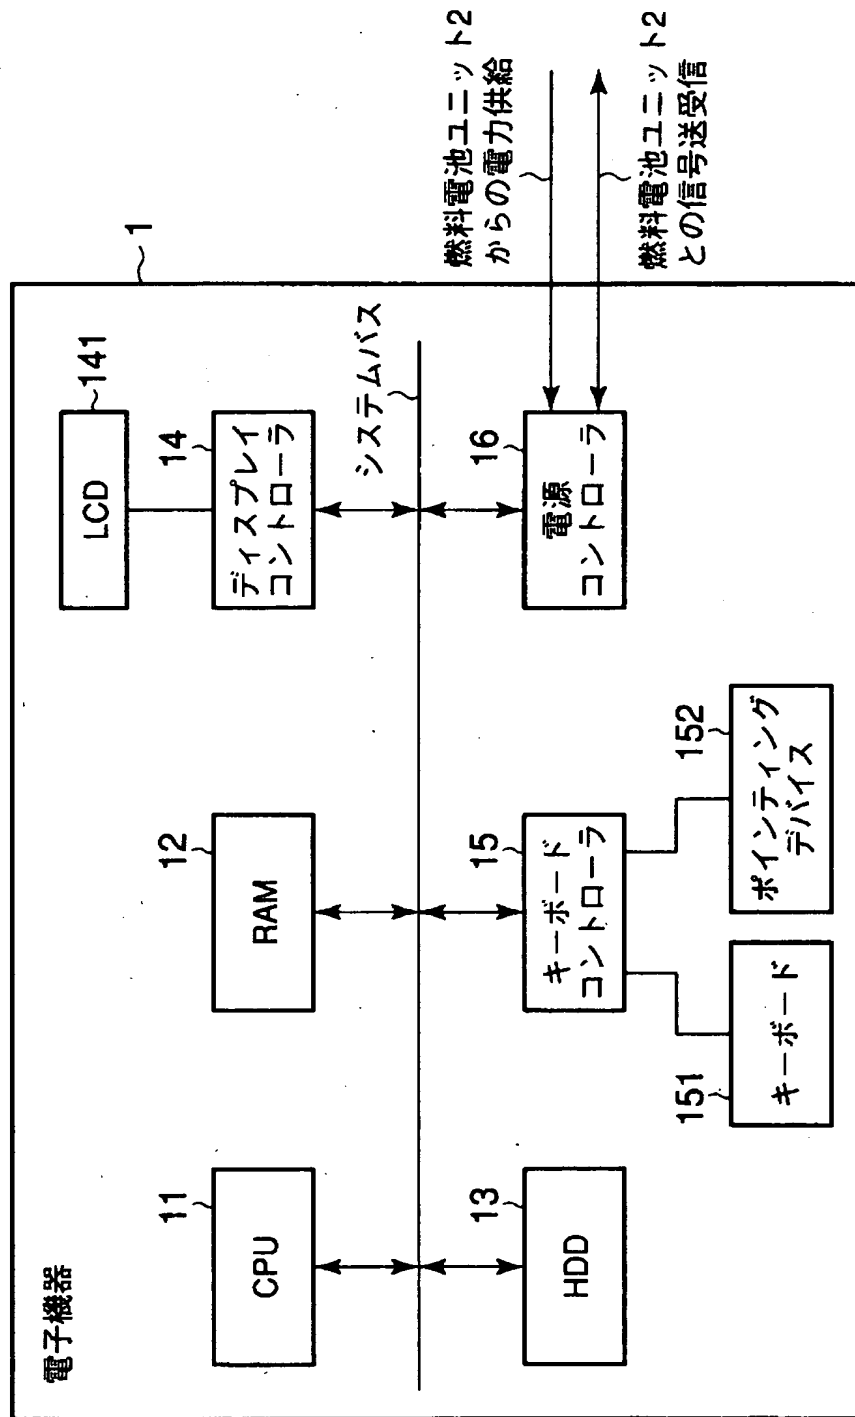 電子機器
1
LCD
141
11
CPU
12
RAM
14
ディスプレイ
コントローラ
システムバス
13
HDD
15
キーボード
コントローラ
16
電源
コントローラ
燃料電池ユニット2
からの電力供給
燃料電池ユニット2
との信号送受信
151
キーボード
152
ポインティング
デバイス